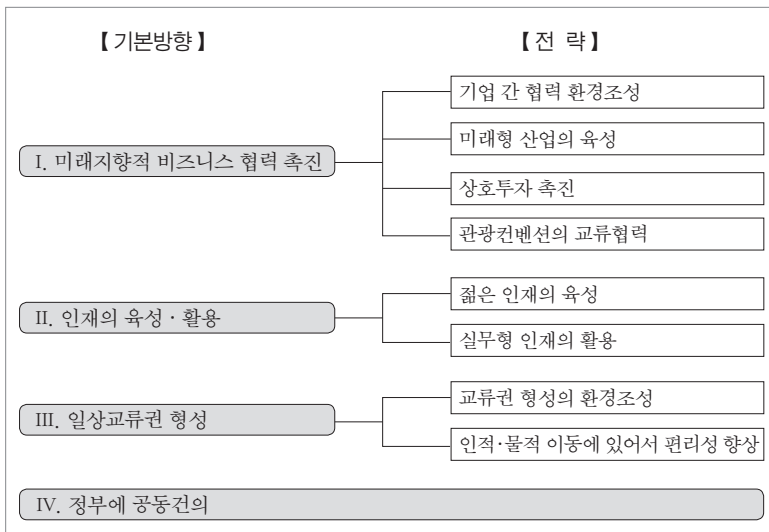 【 기본방향 】
【 전 략 】
I. 미래지향적 비즈니스 협력 촉진
기업 간 협력 환경조성
미래형 산업의 육성
상호투자 촉진
관광컨벤션의 교류협력
II. 인재의 육성 · 활용
젊은 인재의 육성
실무형 인재의 활용
III. 일상교류권 형성
교류권 형성의 환경조성
인적·물적 이동에 있어서 편리성 향상
IV. 정부에 공동건의